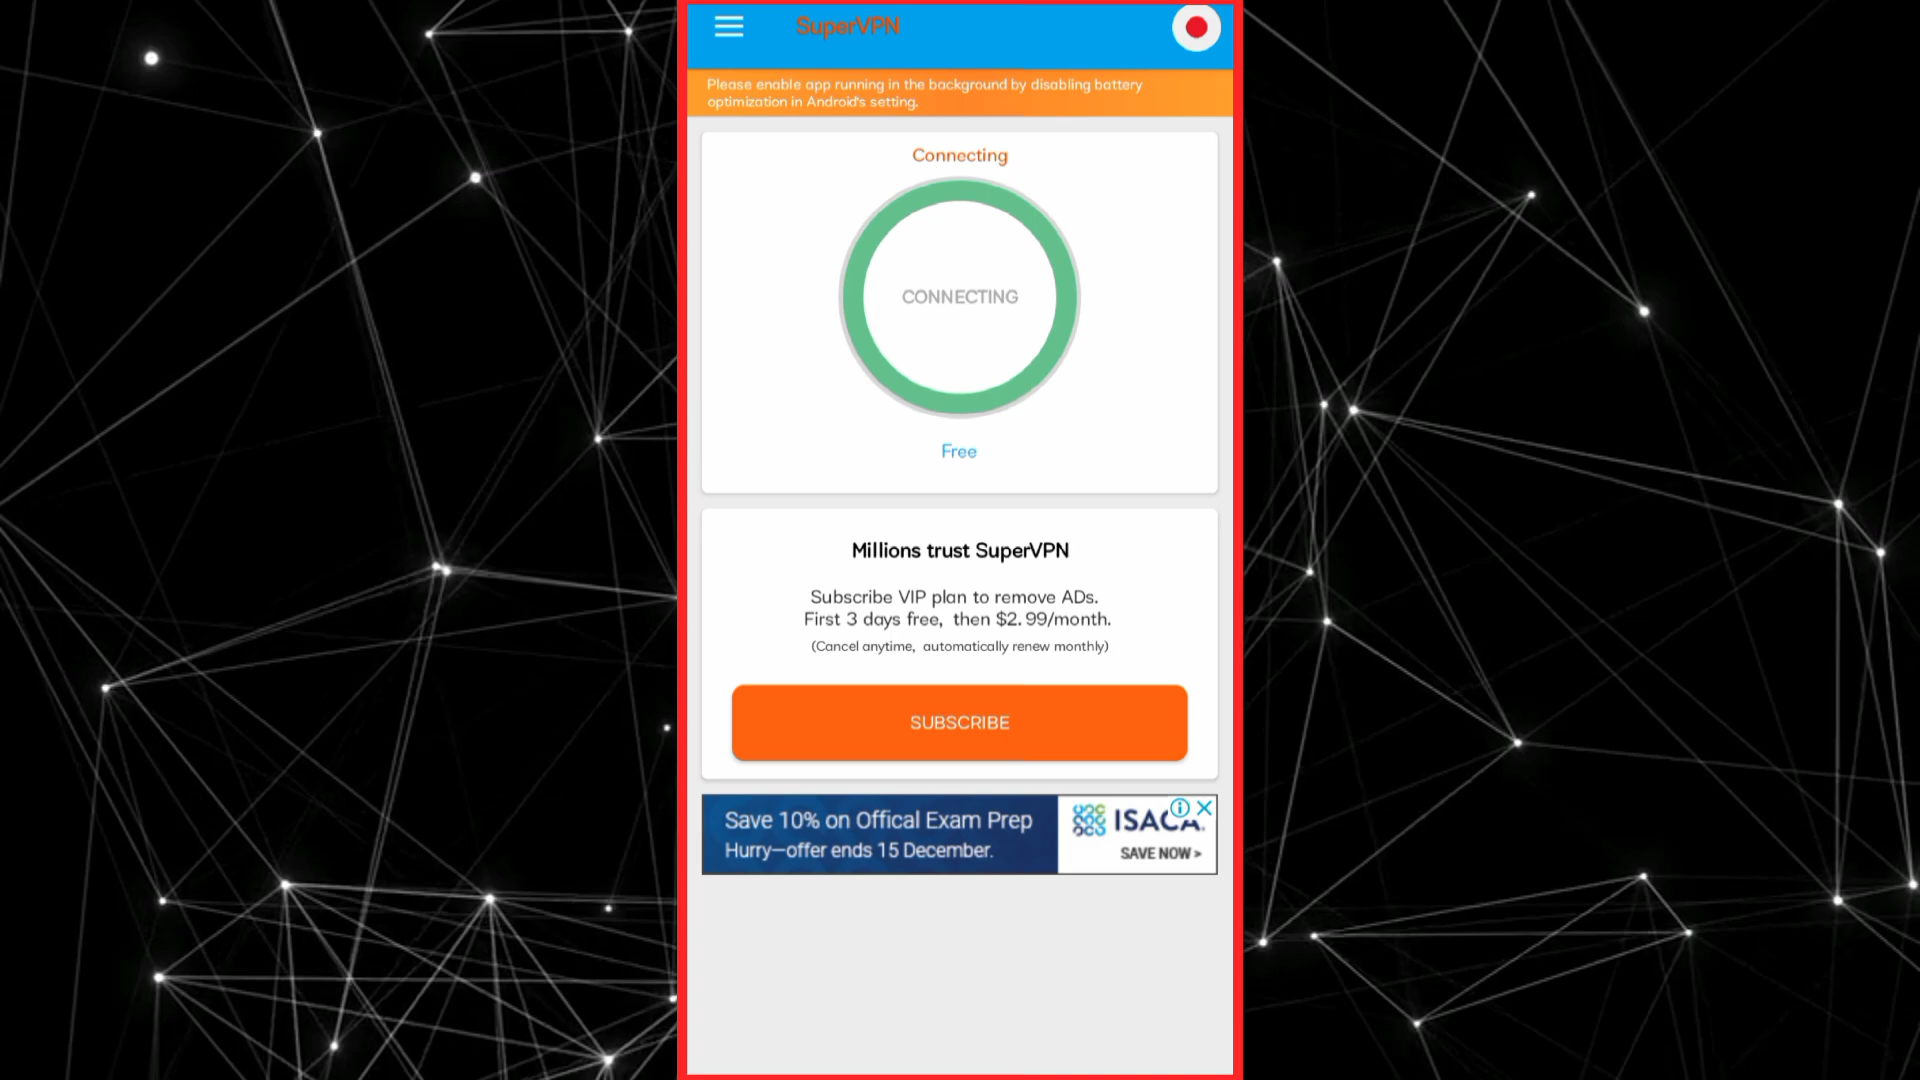 SuperVPN
Please enable app running in the background by disabling battery
optimization in Android's setting.
Connecting
CONNECTING
Free
Millions trust SuperVPN
Subscribe VIP plan to remove ADs.
First 3 days free, then $2.99/month.
(Cancel anytime, automatically renew monthly)
SUBSCRIBE
Save 10% on Offical Exam Prep
Hurry—offer ends 15 December.
ISACA.
SAVE NOW >